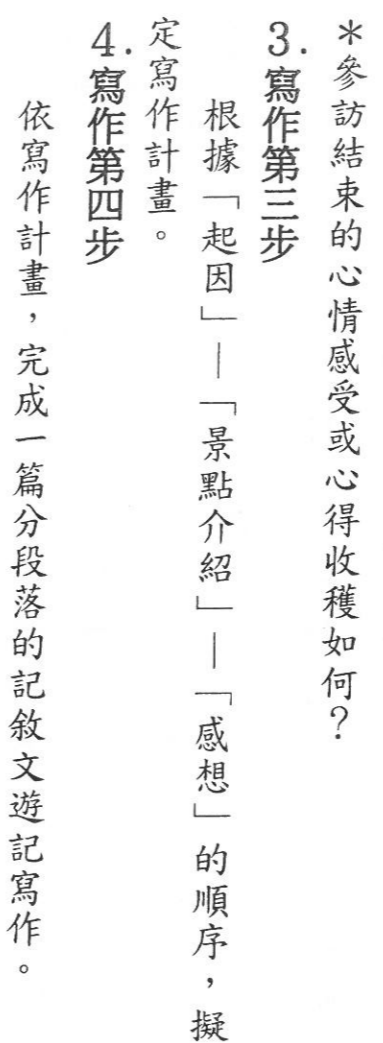 ＊參訪結束的心情感受或心得收穫如何？
3.寫作第三步
根據「起因」—「景點介紹」—「感想」的順序，擬
定寫作計畫。
4.寫作第四步
依寫作計畫，完成一篇分段落的記敘文遊記寫作。